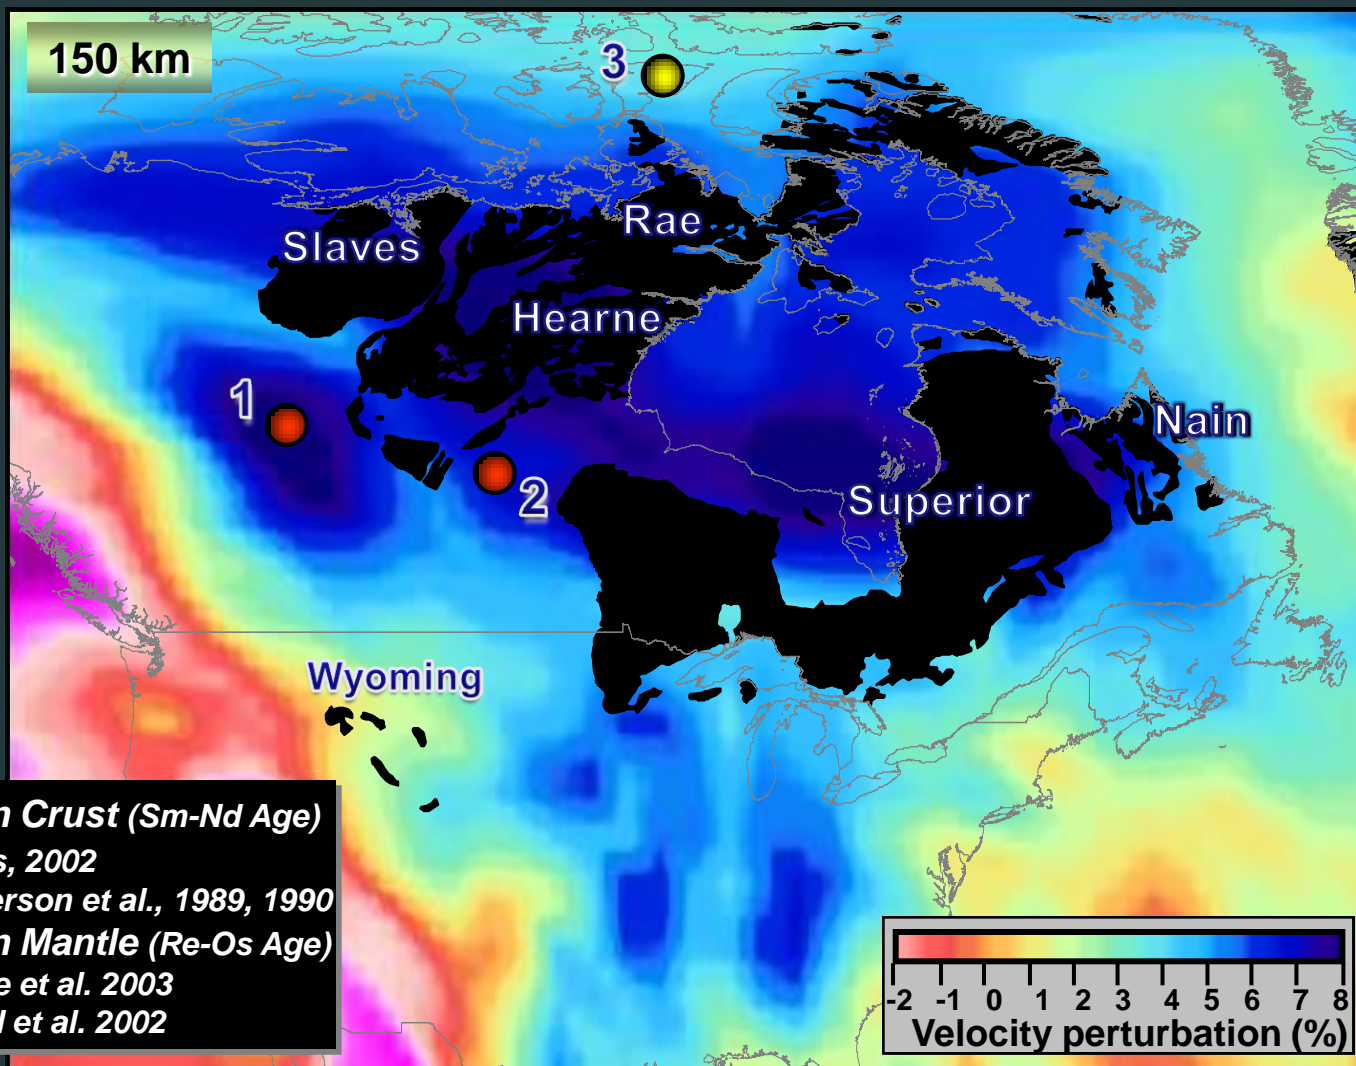 150 km
3
Rae
Slaves
Hearne
1
Nain
2
Superior
Wyoming
Crust (Sm-Nd Age)
2002
et al., 1989, 1990
Mantle (Re-Os Age)
et al. 2003
et al. 2002
-2 -1 0 1 2 3 4 5 6 7 8
Velocity perturbation (%)